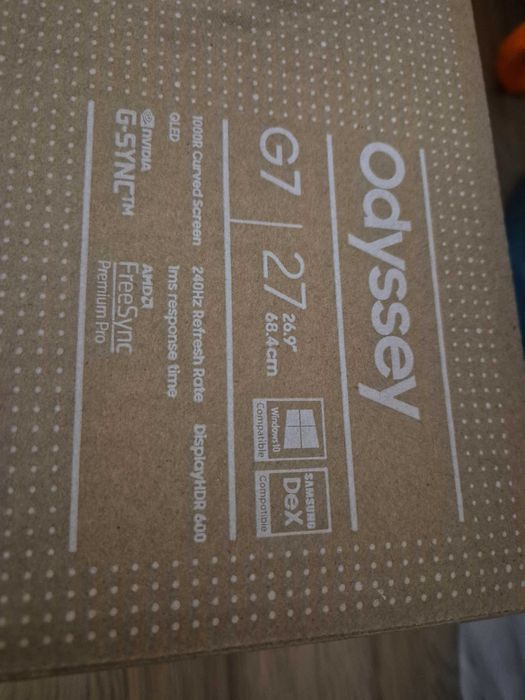 Odyssey
G7
27
26.9"
68.4cm
Windows10
Compatible
SAMSUNG
DeX
Compatible
1000R Curved Screen
240Hz Refresh Rate
DisplayHDR 600
QLED
1ms response time
NVIDIA
G-SYNC™
AMD
FreeSync
Premium Pro